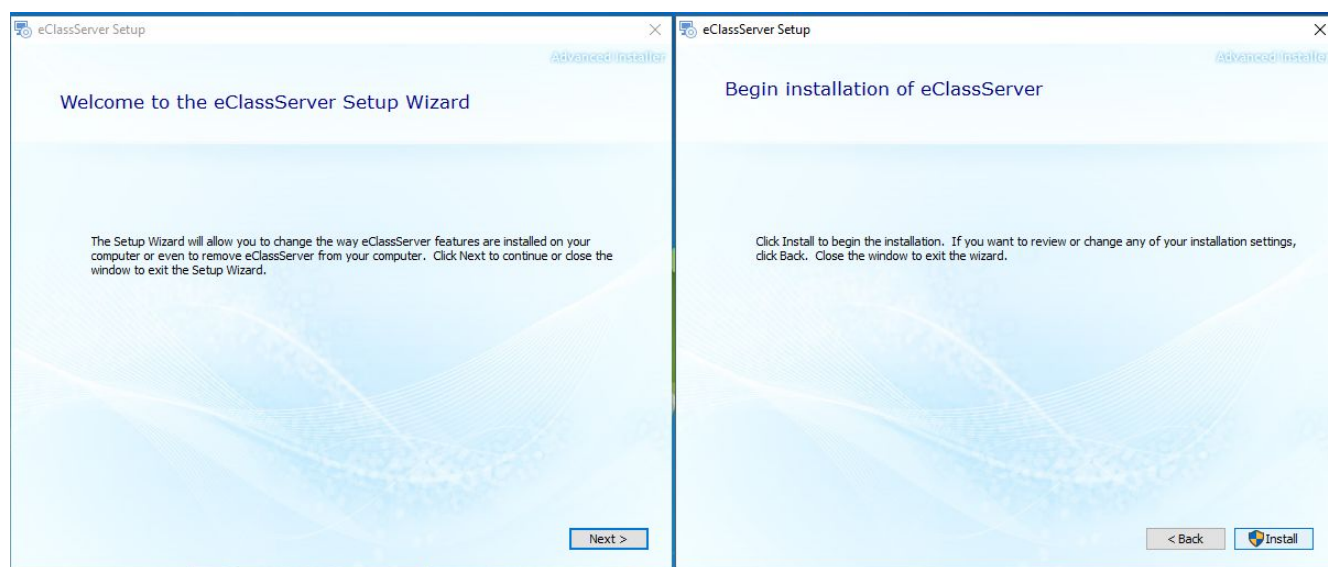 eClassServer Setup
Advanced Installer
Welcome to the eClassServer Setup Wizard
The Setup Wizard will allow you to change the way eClassServer features are installed on your
computer or even to remove eClassServer from your computer. Click Next to continue or close the
window to exit the Setup Wizard.
Next >
eClassServer Setup
Advanced Installer
Begin installation of eClassServer
Click Install to begin the installation. If you want to review or change any of your installation settings,
click Back. Close the window to exit the wizard.
< Back
Install